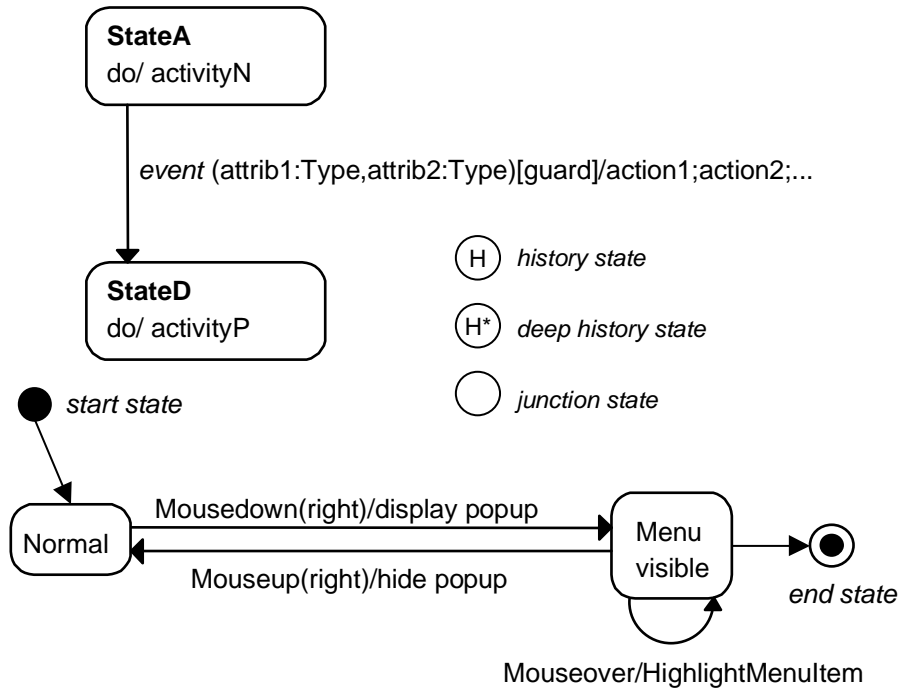 StateA
do/ activityN
event (attrib1:Type,attrib2:Type)[guard]/action1;action2;...
H history state
StateD
do/ activityP
H* deep history state
start state
junction state
Mousedown(right)/display popup
Normal
Menu
visible
Mouseup(right)/hide popup
end state
Mouseover/HighlightMenuItem